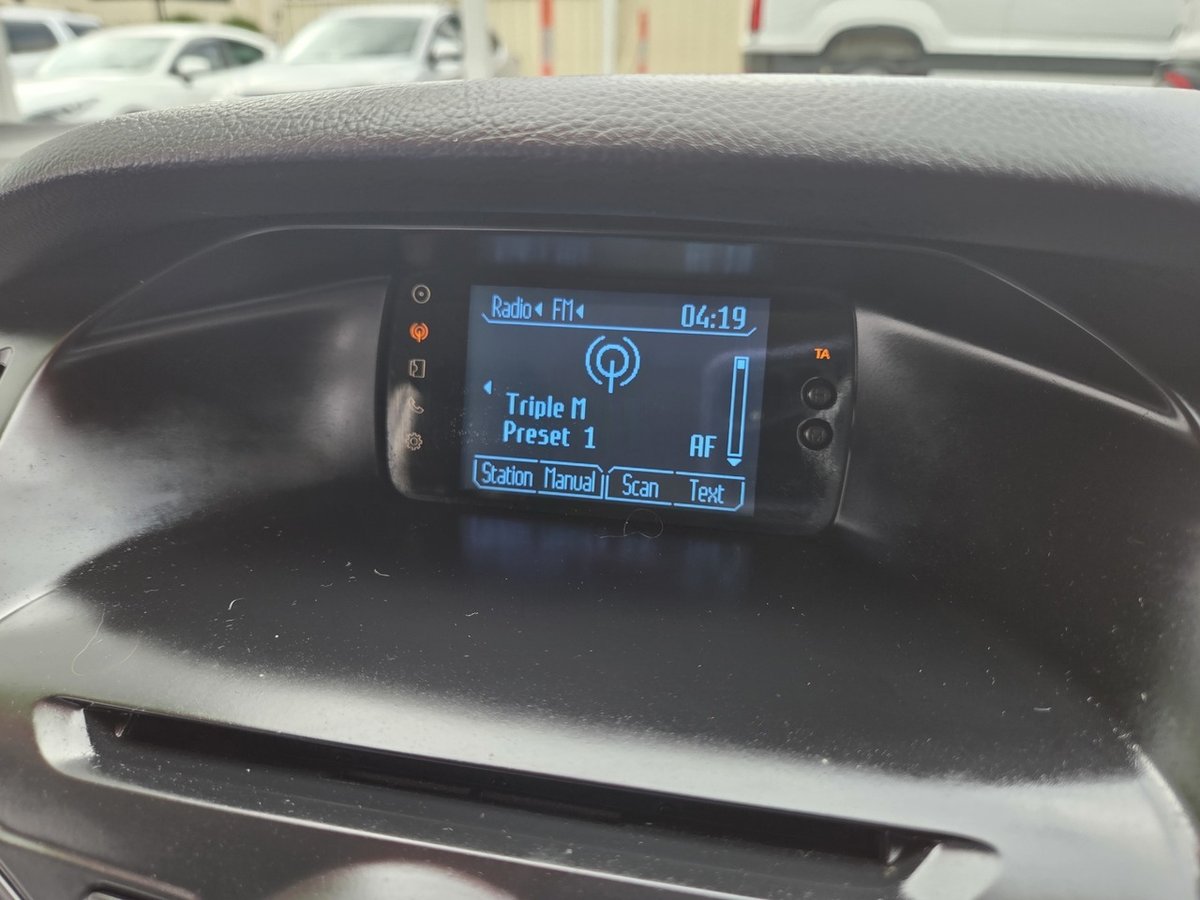 Radio FM 04:19
TA
Triple M
Preset 1 AF
Station Manual Scan Text